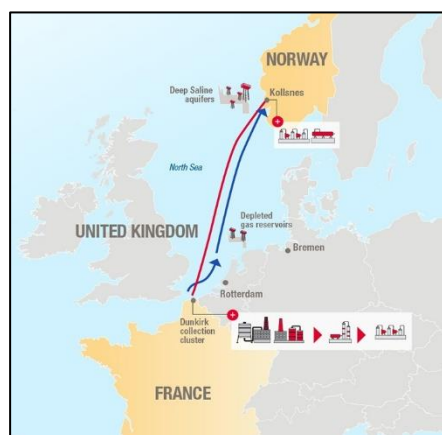 NORWAY
Deep Saline
aquifers
Kollsnes
North Sea
Depleted
gas reservoirs
UNITED KINGDOM
Bremen
Rotterdam
Dunkirk
collection
cluster
FRANCE